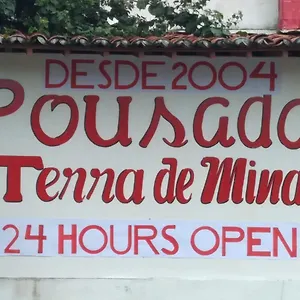 DESDE 2004
Pousada
Terra de Mina
24 HOURS OPEN